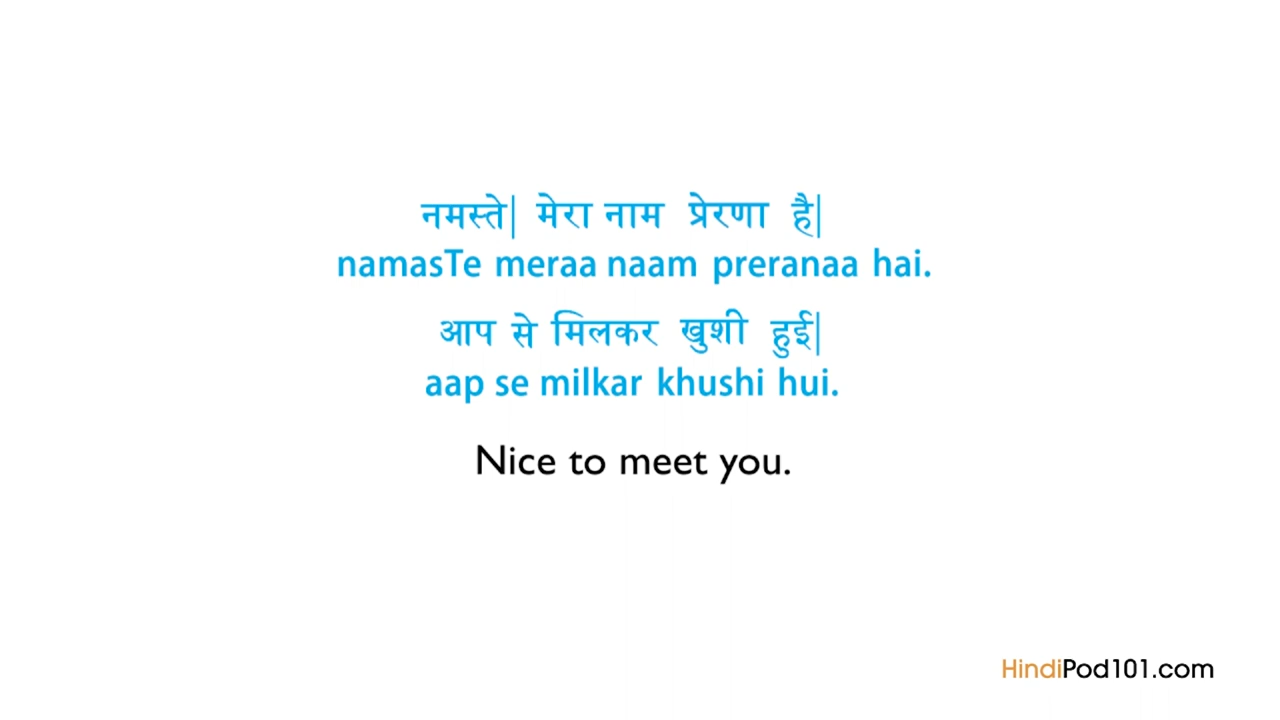 नमस्ते| मेरा नाम प्रेरणा है|
namasTe meraa naam preranaa hai.
आप से मिलकर खुशी हुई|
aap se milkar khushi hui.
Nice to meet you.
HindiPod101.com